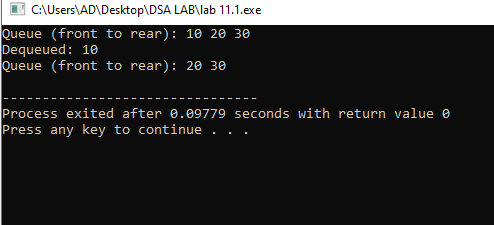 C:\Users\AD\Desktop\DSA LAB\lab 11.1.exe
Queue (front to rear): 10 20 30
Dequeued: 10
Queue (front to rear): 20 30
--------------------------------
Process exited after 0.09779 seconds with return value 0
Press any key to continue . . .